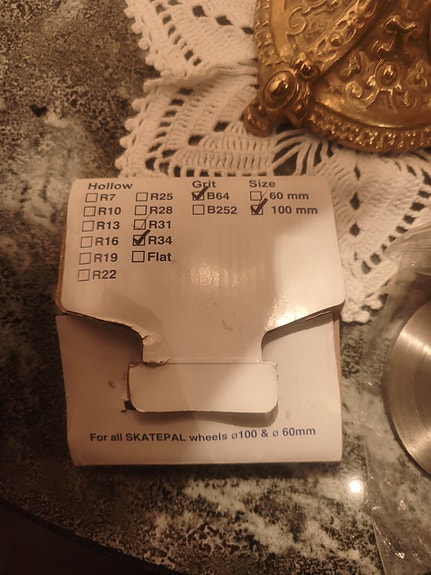 Hollow Grit Size
☐R7 ☐R25 ☑B64 ☐60 mm
☐R10 ☐R28 ☐B252 ☑100 mm
☐R13 ☐R31
☐R16 ☑R34
☐R19 ☐Flat
☐R22
For all SKATEPAL wheels ø100 & ø 60mm